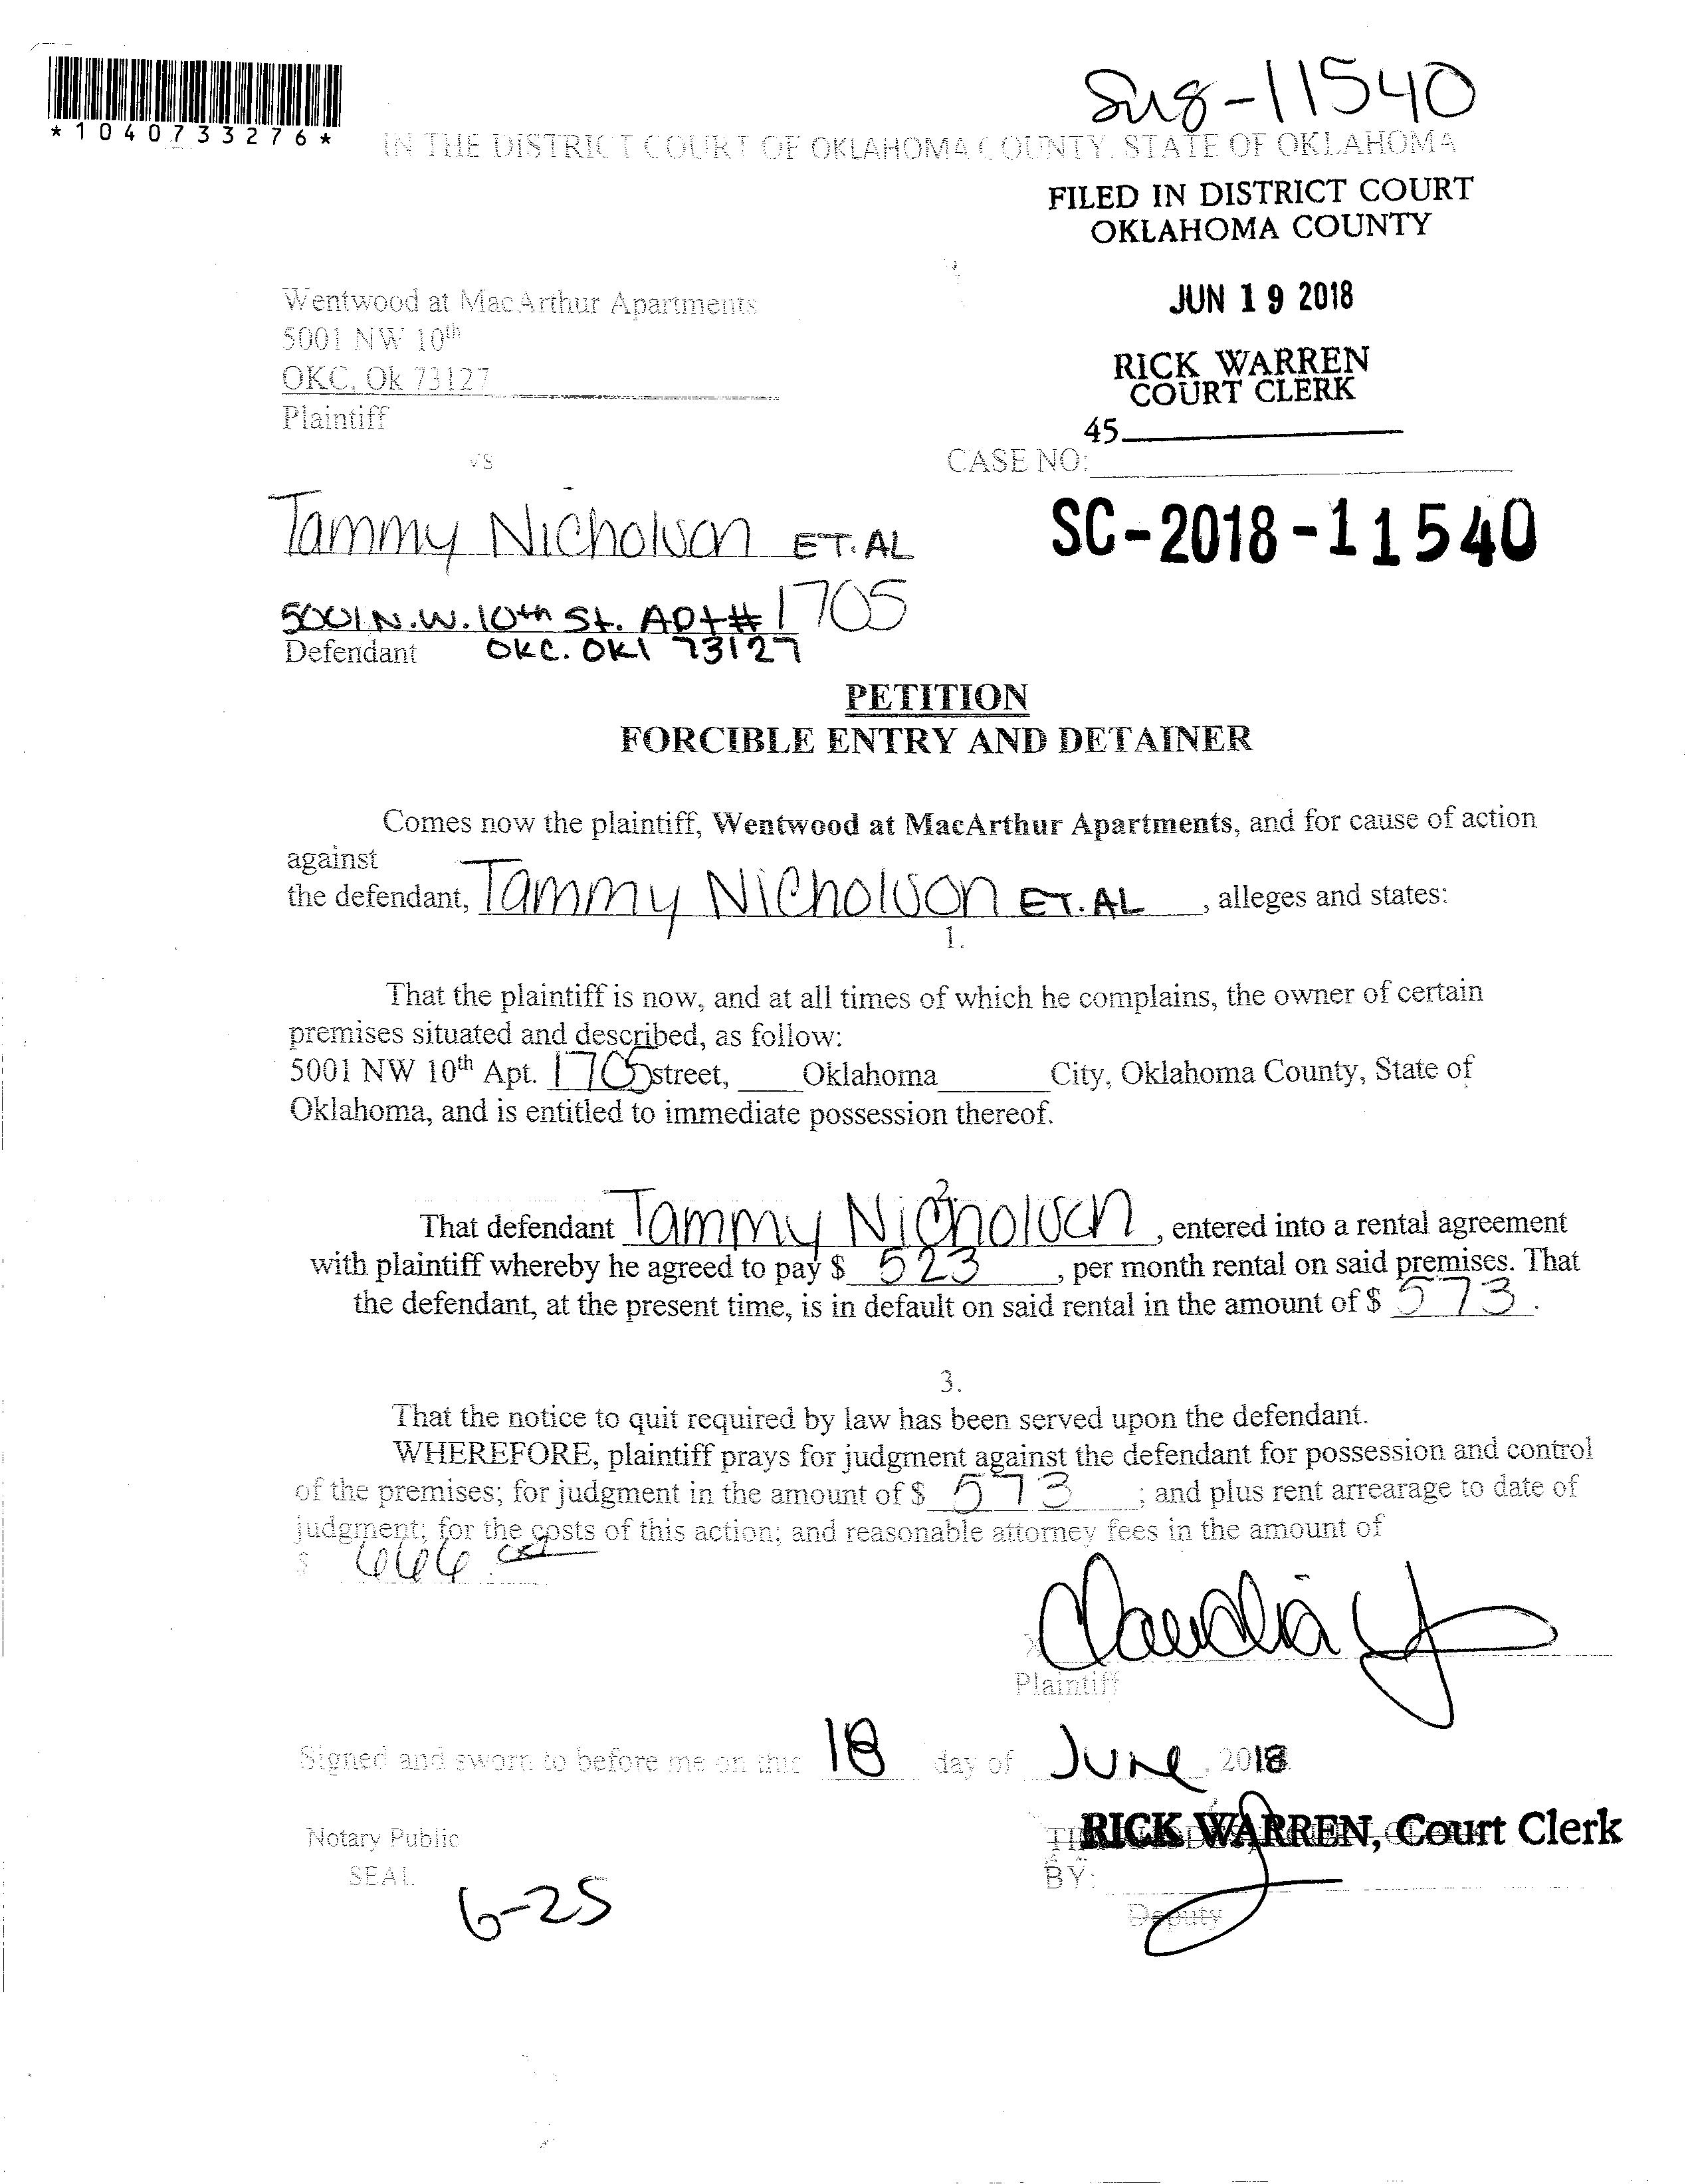 *1040733276*
-11540
IN THE DISTRICT COURT OF OKLAHOMA COUNTY, STATE OF OKLAHOMA
FILED IN DISTRICT COURT
OKLAHOMA COUNTY
JUN 19 2018
RICK WARREN
COURT CLERK
45
Wentwood at MacArthur Apartments
5001 NW 10th
OKC, Ok 73127
Plaintiff
vs
CASE NO:
SC-2018-11540
Tammy Nicholson ET.AL
5001 N.W. 10th St. Apt# 1705
Defendant OKC. OKl 73127
PETITION
FORCIBLE ENTRY AND DETAINER
Comes now the plaintiff, Wentwood at MacArthur Apartments, and for cause of action
against
the defendant, Tammy Nicholson ET.AL , alleges and states:
1.
That the plaintiff is now, and at all times of which he complains, the owner of certain
premises situated and described, as follow:
5001 NW 10th Apt. 1705 street, Oklahoma City, Oklahoma County, State of
Oklahoma, and is entitled to immediate possession thereof.
2
That defendant Tammy Nicholson , entered into a rental agreement
with plaintiff whereby he agreed to pay $ 523 , per month rental on said premises. That
the defendant, at the present time, is in default on said rental in the amount of $ 573 .
3.
That the notice to quit required by law has been served upon the defendant.
WHEREFORE, plaintiff prays for judgment against the defendant for possession and control
of the premises; for judgment in the amount of $ 573 ; and plus rent arrearage to date of
judgment; for the costs of this action; and reasonable attorney fees in the amount of
$
Claudia
Plaintiff
Signed and sworn to before me on this 18 day of June, 2018
Notary Public
SEAL
RICK WARREN, Court Clerk
BY:
Deputy
6-25